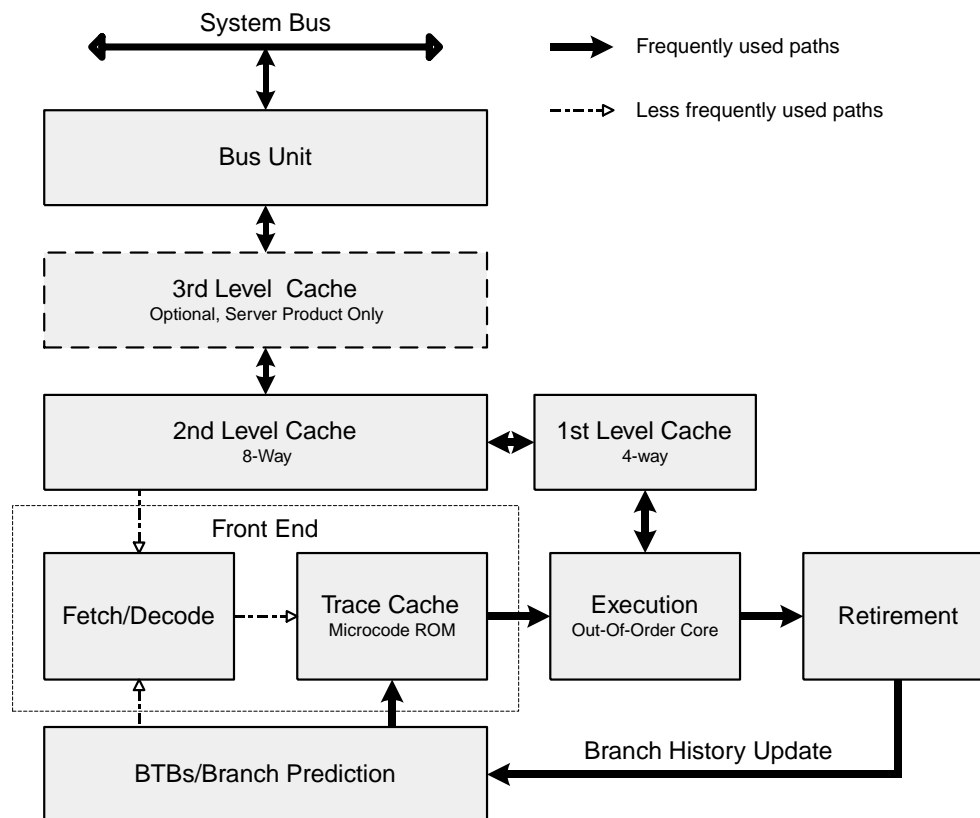 System Bus
Frequently used paths
Less frequently used paths
Bus Unit
3rd Level Cache
Optional, Server Product Only
2nd Level Cache
8-Way
1st Level Cache
4-way
Front End
Fetch/Decode
Trace Cache
Microcode ROM
Execution
Out-Of-Order Core
Retirement
Branch History Update
BTBs/Branch Prediction